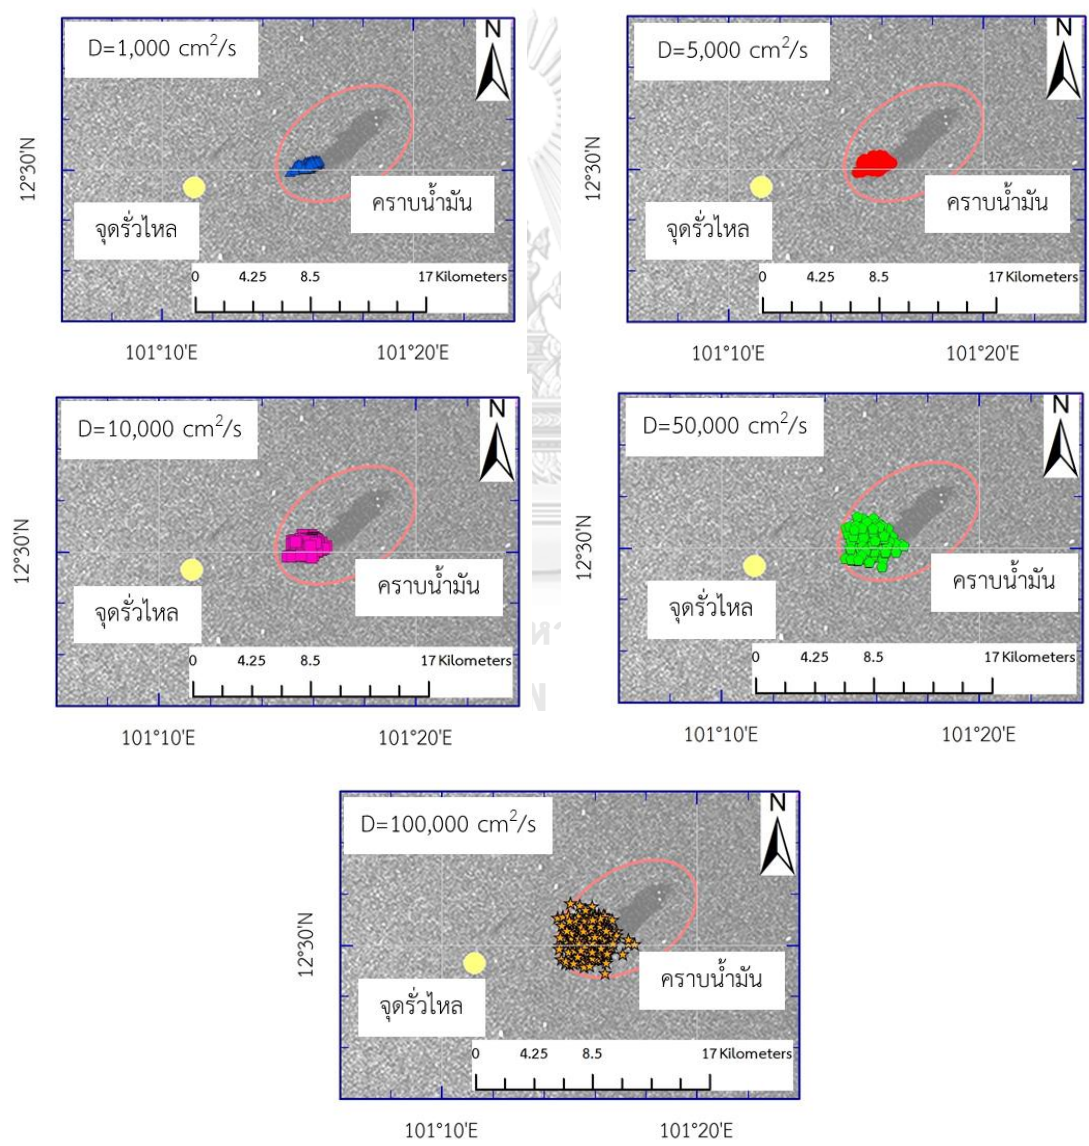 D=1,000 cm²/s
N
12°30'N
คราบน้ำมัน
จุดรั่วไหล
0 4.25 8.5 17 Kilometers
101°10'E 101°20'E
D=5,000 cm²/s
N
12°30'N
คราบน้ำมัน
จุดรั่วไหล
0 4.25 8.5 17 Kilometers
101°10'E 101°20'E
D=10,000 cm²/s
N
12°30'N
คราบน้ำมัน
จุดรั่วไหล
0 4.25 8.5 17 Kilometers
101°10'E 101°20'E
D=50,000 cm²/s
N
12°30'N
คราบน้ำมัน
จุดรั่วไหล
0 4.25 8.5 17 Kilometers
101°10'E 101°20'E
D=100,000 cm²/s
N
12°30'N
คราบน้ำมัน
จุดรั่วไหล
0 4.25 8.5 17 Kilometers
101°10'E 101°20'E